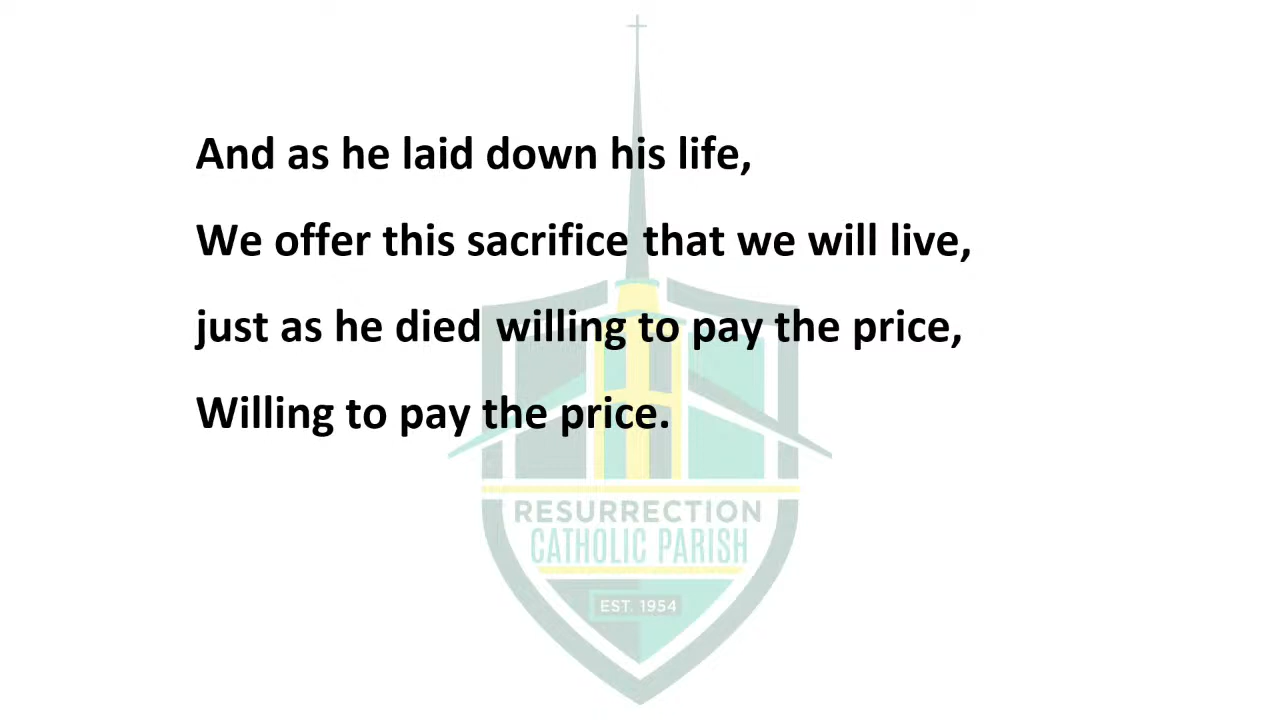 And as he laid down his life,
We offer this sacrifice that we will live,
just as he died willing to pay the price,
Willing to pay the price.
RESURRECTION
CATHOLIC PARISH
EST. 1954